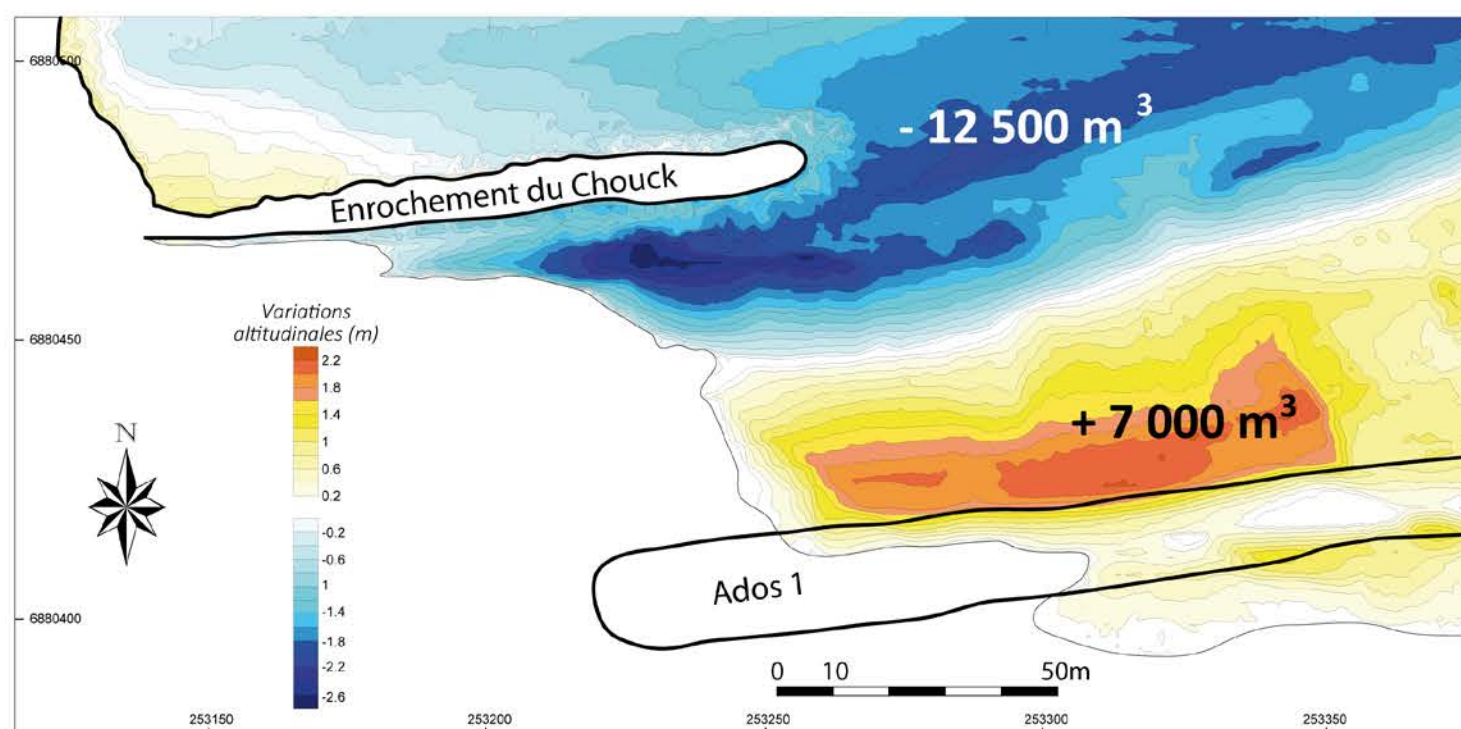 6880500
- 12 500 m 3
Enrochement du Chouck
Variations
altitudinales (m)
6880450
2.2
1.8
1.4
1
0.6
0.2
+ 7 000 m3
N
-0.2
-0.6
1
-1.4
-1.8
-2.2
-2.6
Ados 1
6880400
0 10 50m
253150 253200 253250 253300 253350